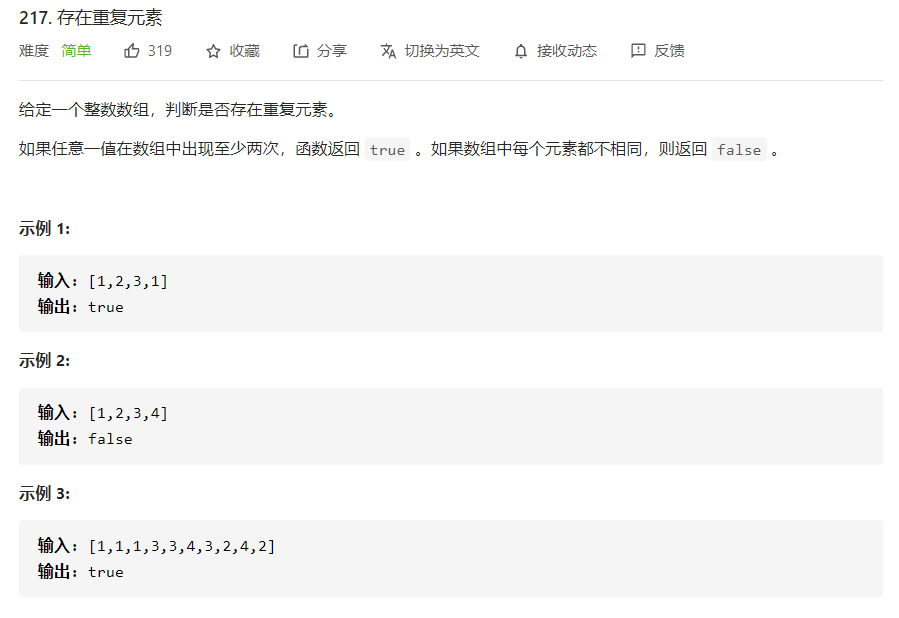 217. 存在重复元素
难度 简单 319 收藏 分享 切换为英文 接收动态 反馈
给定一个整数数组，判断是否存在重复元素。
如果任意一值在数组中出现至少两次，函数返回 true 。如果数组中每个元素都不相同，则返回 false 。
示例 1:
输入: [1,2,3,1]
输出: true
示例 2:
输入: [1,2,3,4]
输出: false
示例 3:
输入: [1,1,1,3,3,4,3,2,4,2]
输出: true